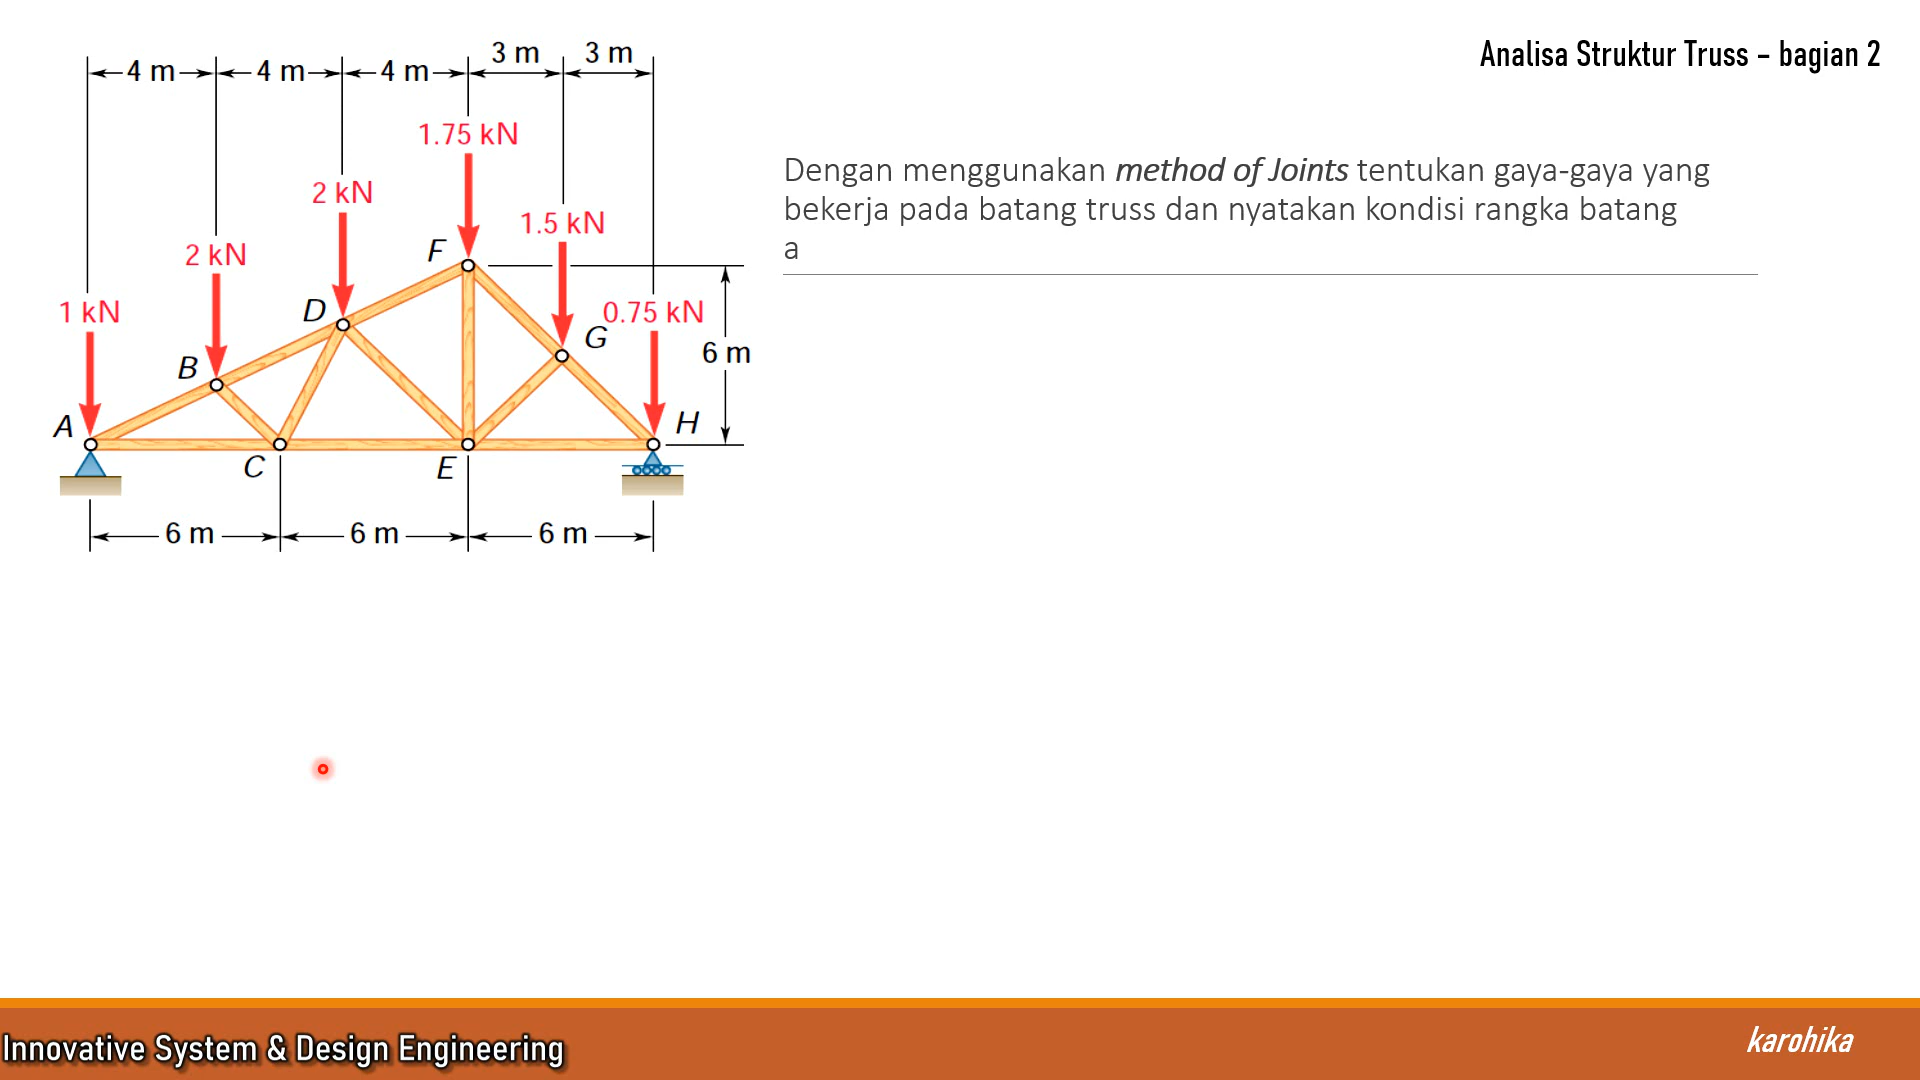 Analisa Struktur Truss – bagian 2
4 m 4 m 4 m 3 m 3 m
1.75 kN
2 kN
1.5 kN
2 kN
1 kN
0.75 kN
F
D
G
B
6 m
A
H
C
E
6 m 6 m 6 m
Dengan menggunakan method of Joints tentukan gaya-gaya yang
bekerja pada batang truss dan nyatakan kondisi rangka batang
a
Innovative System & Design Engineering
karohika